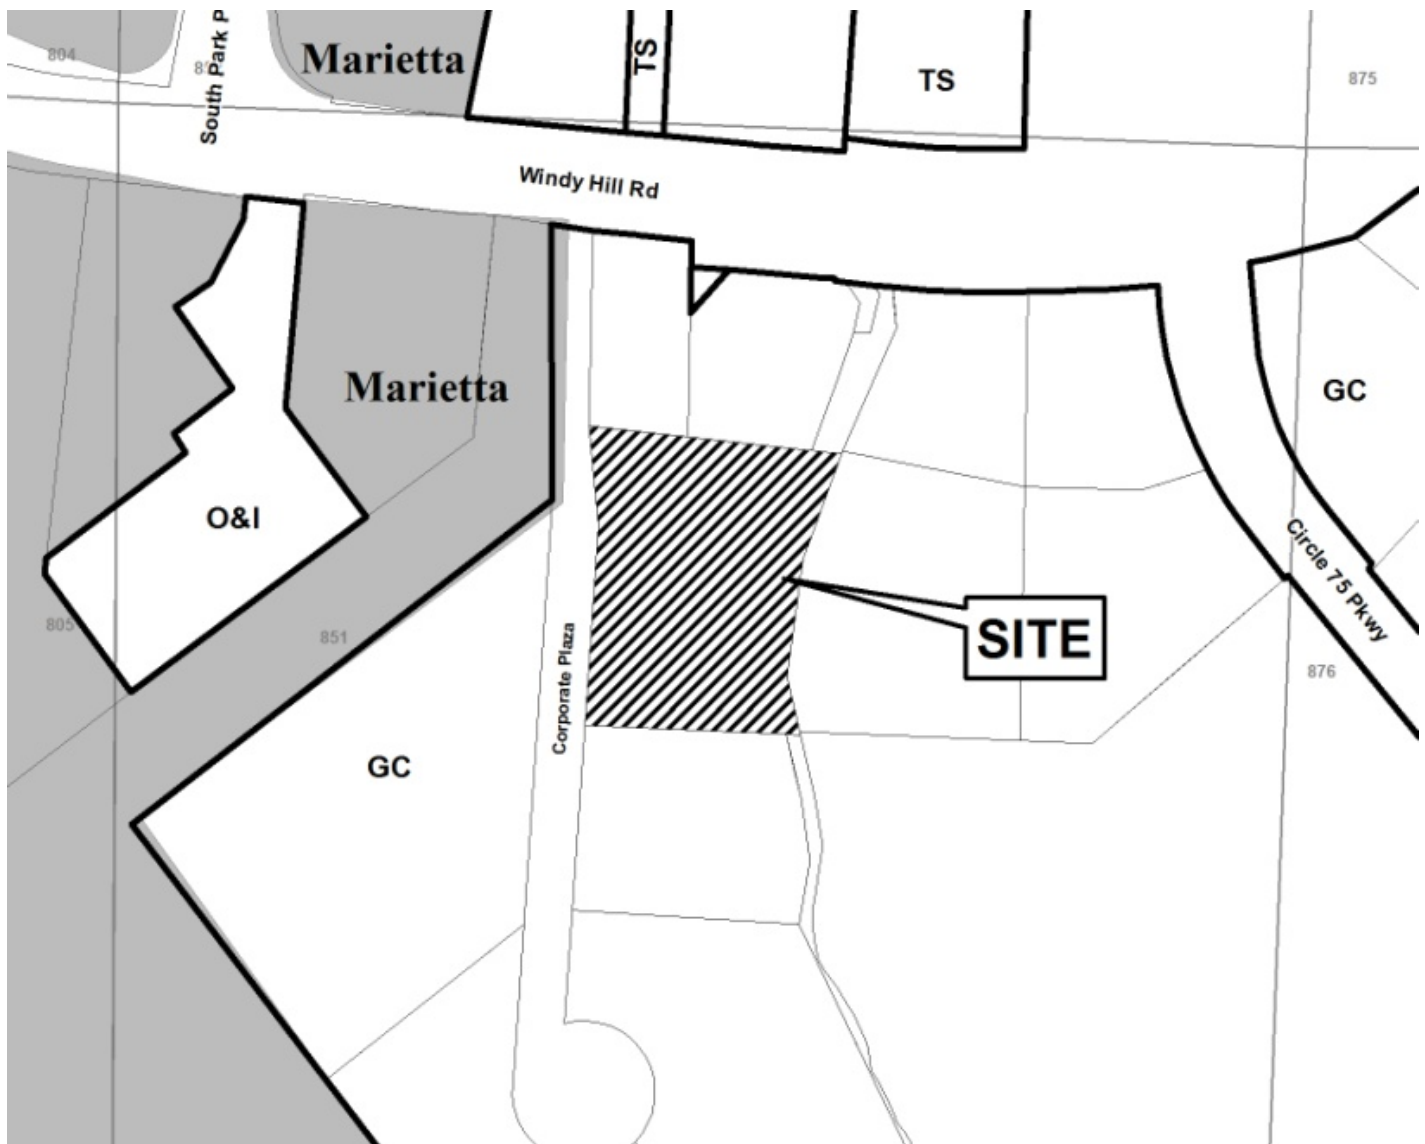 South Park P
Marietta
TS
TS
804
875
Windy Hill Rd
Marietta
GC
O&I
Circle 75 Pkwy
805
851
Corporate Plaza
SITE
876
GC